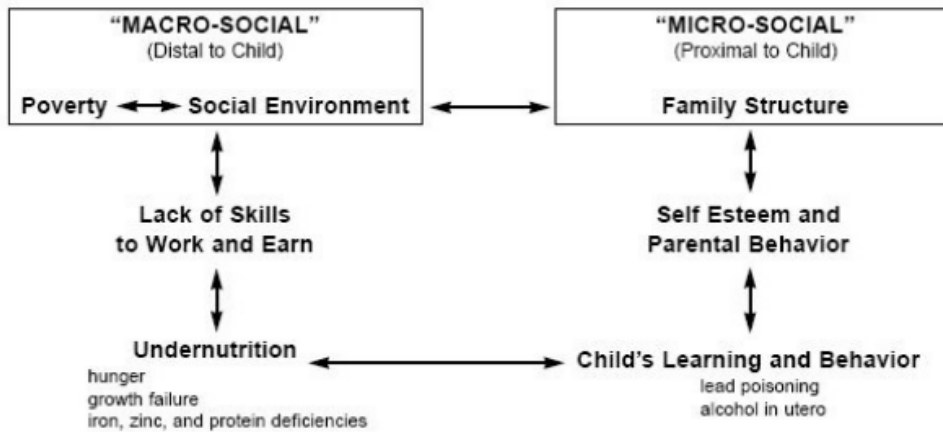 “MACRO-SOCIAL”
(Distal to Child)
Poverty
Social Environment
“MICRO-SOCIAL”
(Proximal to Child)
Family Structure
Lack of Skills
to Work and Earn
Self Esteem and
Parental Behavior
Undernutrition
hunger
growth failure
iron, zinc, and protein deficiencies
Child’s Learning and Behavior
lead poisoning
alcohol in utero